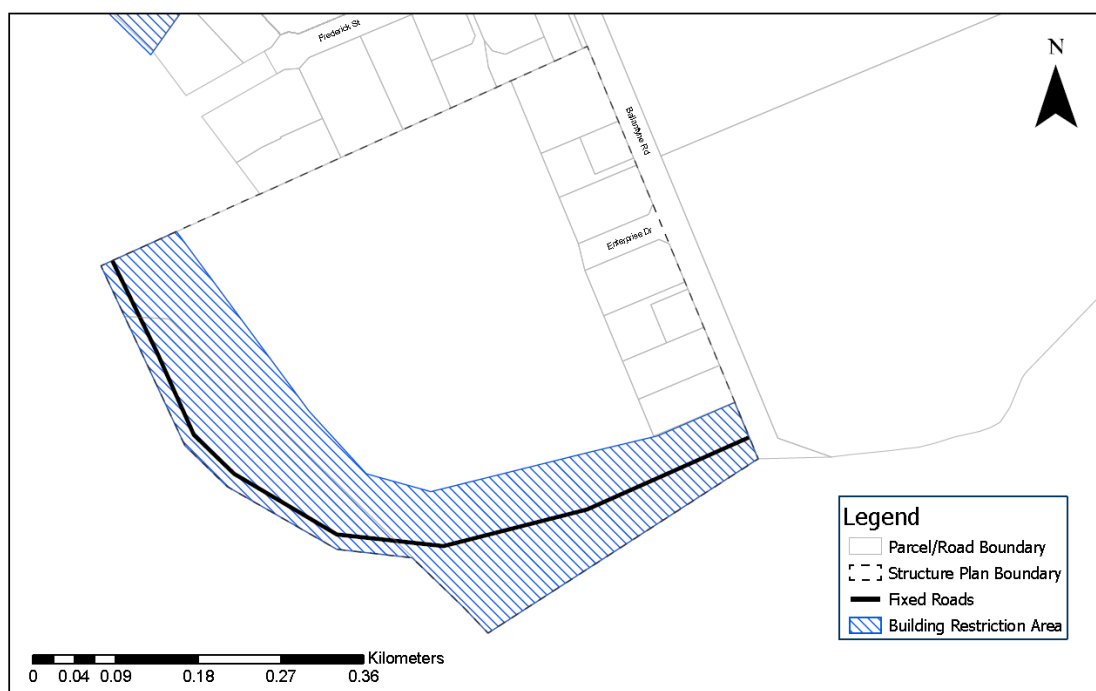 Frederick St
N
Ballantyne Rd
Enterprise Dr
Legend
Parcel/Road Boundary
Structure Plan Boundary
Fixed Roads
Building Restriction Area
Kilometers
0 0.04 0.09 0.18 0.27 0.36